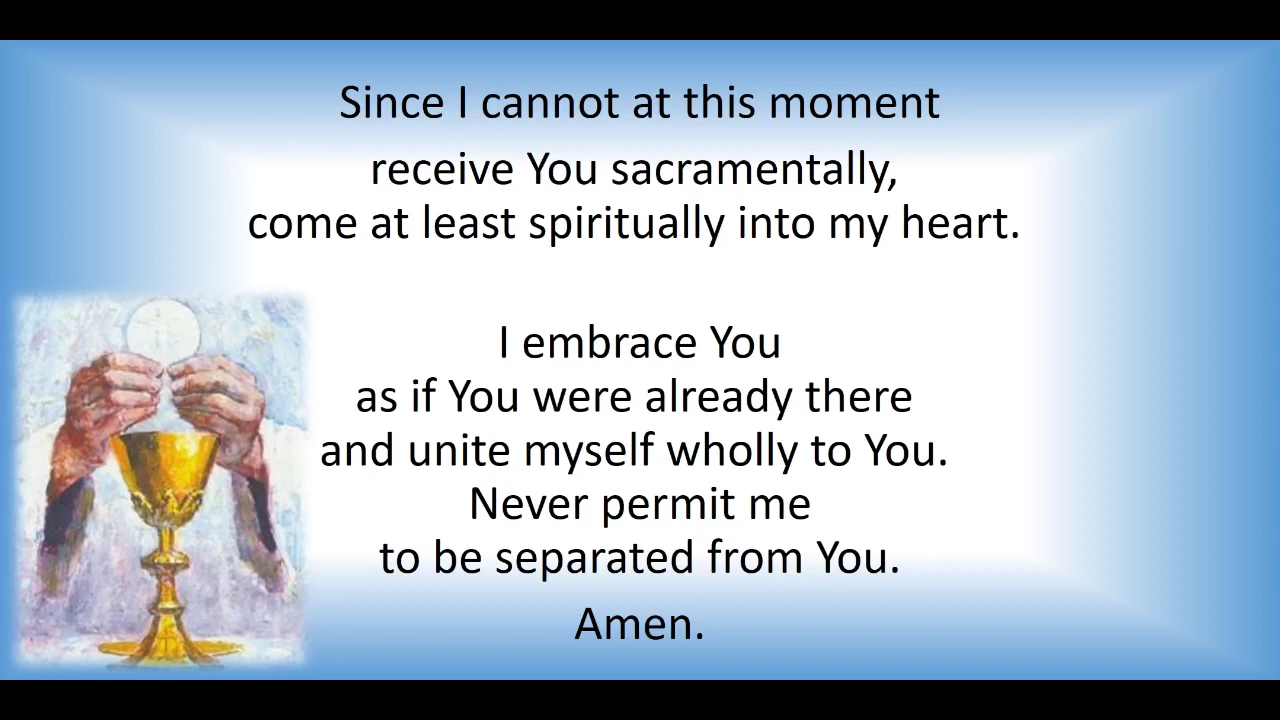 Since I cannot at this moment
receive You sacramentally,
come at least spiritually into my heart.
I embrace You
as if You were already there
and unite myself wholly to You.
Never permit me
to be separated from You.
Amen.